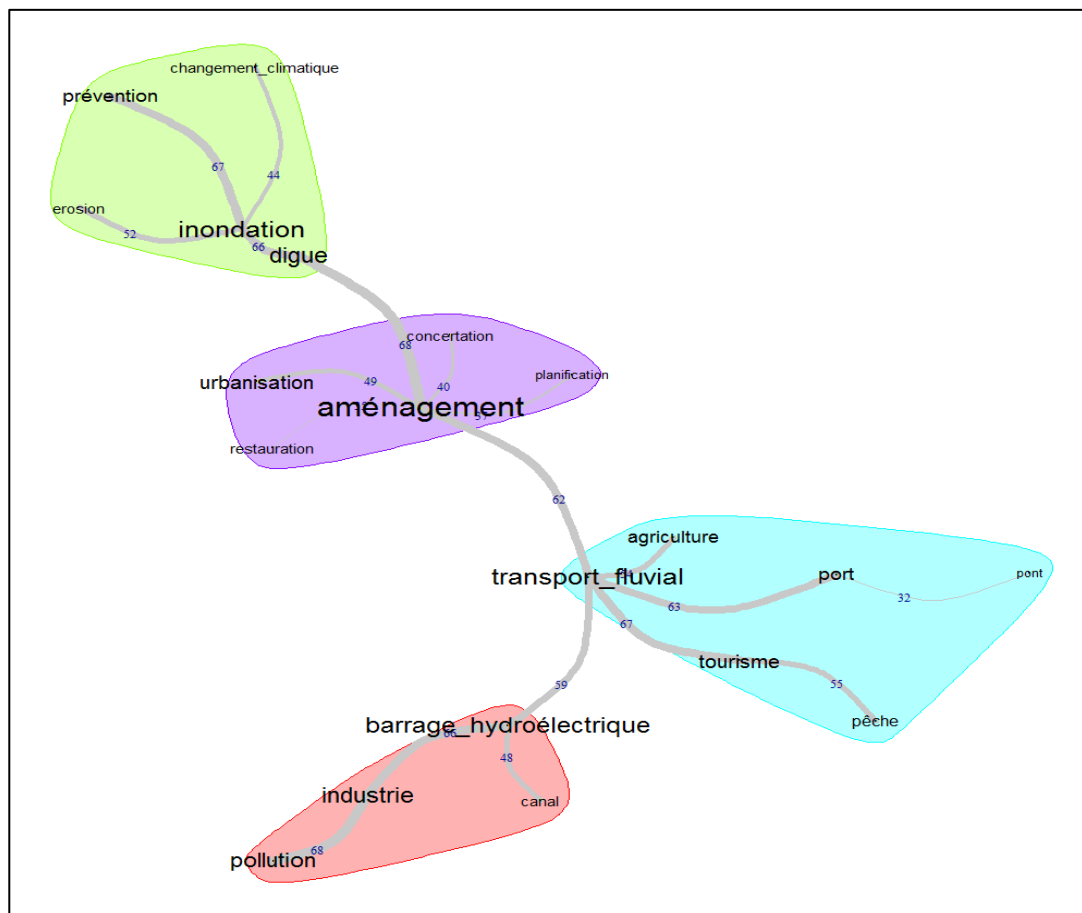 changement_climatique
prévention
67
44
erosion
52
inondation
66
digue
68
concertation
urbanisation
49
40
planification
aménagement
restauration
62
agriculture
transport_fluvial
port
pont
63
32
67
tourisme
55
59
pêche
barrage_hydroélectrique
66
48
industrie
canal
pollution
68